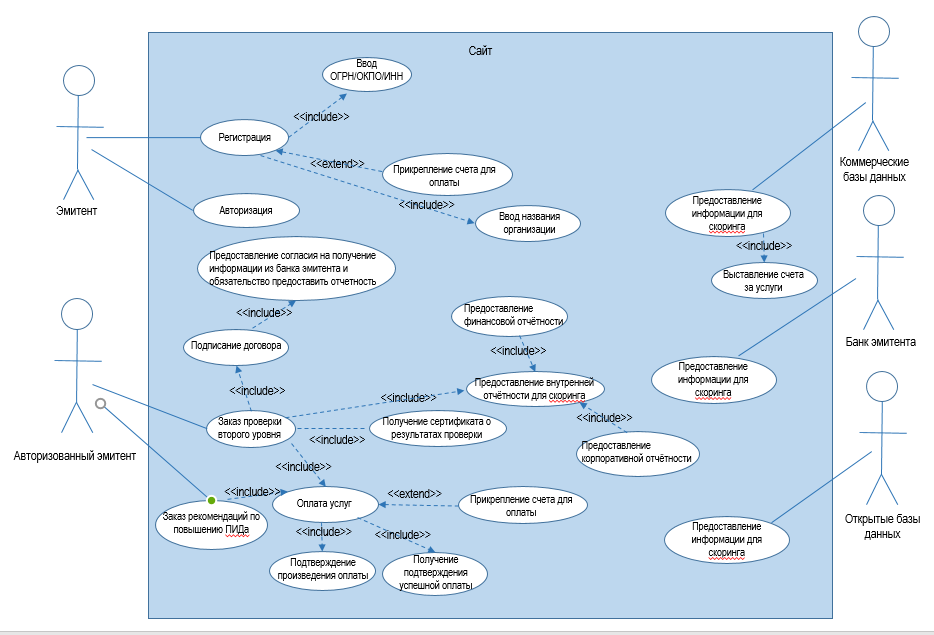 Сайт
Ввод
ОГРН/ОКПО/ИНН
<<include>>
Регистрация
<<extend>>
Прикрепление счета для
оплаты
<<include>>
Ввод названия
организации
Эмитент
Авторизация
Коммерческие
базы данных
Предоставление
информации для
скоринга
<<include>>
Выставление счета
за услуги
Предоставление согласия на получение
информации из банка эмитента и
обязательство предоставить отчетность
<<include>>
Подписание договора
<<include>>
Предоставление
финансовой отчётности
<<include>>
Предоставление внутренней
отчётности для скоринга
<<include>>
Банк эмитента
Предоставление
информации для
скоринга
Заказ проверки
второго уровня
<<include>>
Получение сертификата о
результатах проверки
<<include>>
Предоставление
корпоративной отчётности
Авторизованный эмитент
<<include>>
<<include>>
Заказ рекомендаций по
повышению ПИДа
Оплата услуг
<<extend>>
Прикрепление счета для
оплаты
<<include>>
<<include>>
Подтверждение
произведения оплаты
Получение
подтверждения
успешной оплаты
Открытые базы
данных
Предоставление
информации для
скоринга